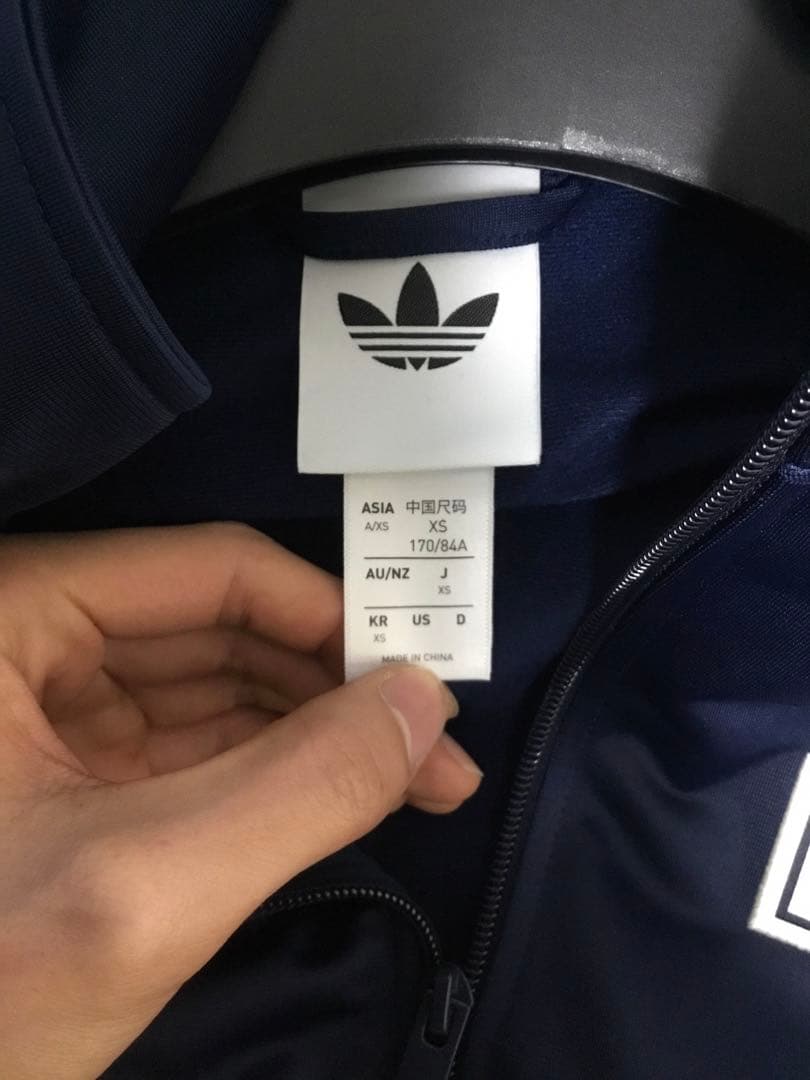 ASIA 中国尺码
A/XS XS
170/84A
AU/NZ J
XS
KR US D
XS
MADE IN CHINA